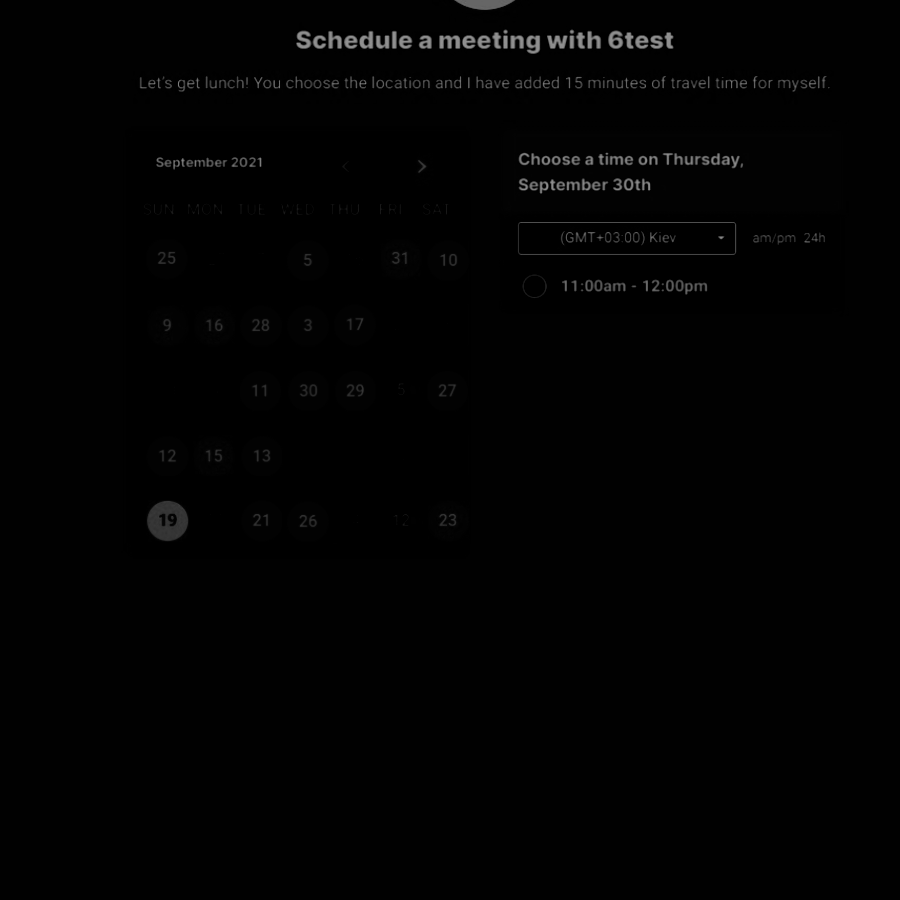 Schedule a meeting with 6test
Let's get lunch! You choose the location and I have added 15 minutes of travel time for myself.
September 2021
SUN MON TUE WED THU FRI SAT
25 5 31 10
9 16 28 3 17
11 30 29 5 27
12 15 13
19 21 26 12 23
Choose a time on Thursday,
September 30th
(GMT+03:00) Kiev am/pm 24h
11:00am - 12:00pm